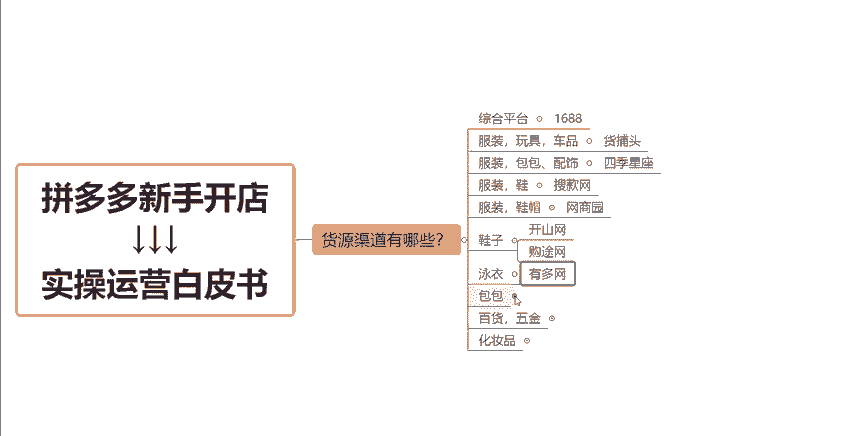 拼多多新手开店
↓↓↓
实操运营白皮书
货源渠道有哪些？
综合平台 1688
服装，玩具，车品 货捕头
服装，包包、配饰 四季星座
服装，鞋 搜款网
服装，鞋帽 网商园
鞋子 开山网
购途网
泳衣 有多网
包包
百货，五金
化妆品